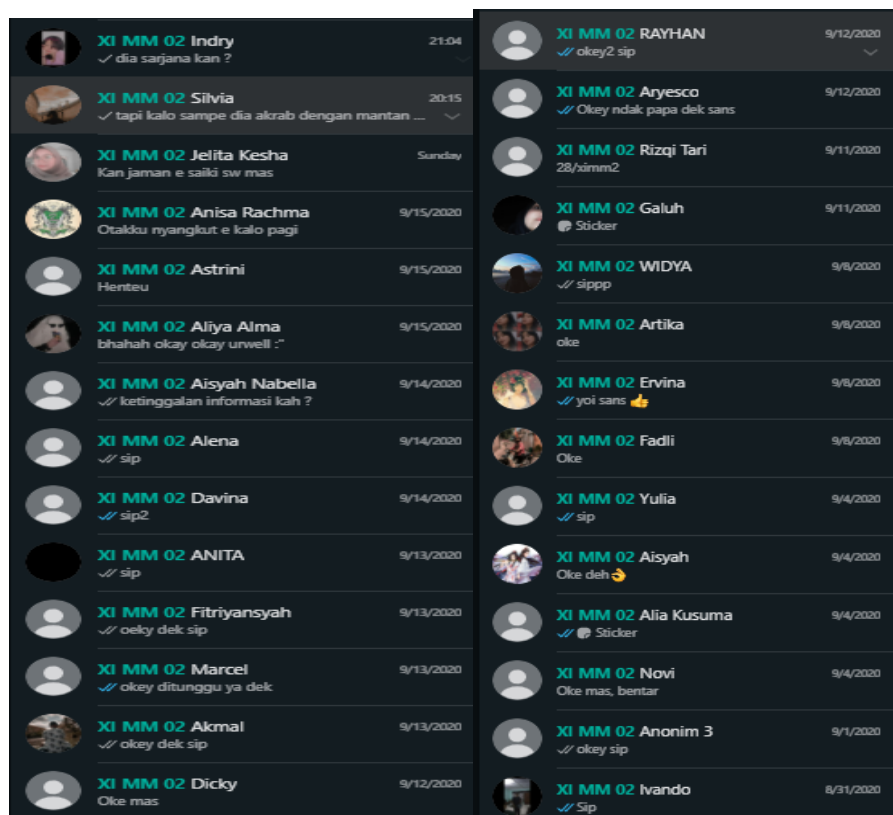 XI MM 02 Indry 21:04
dia sarjana kan ?
XI MM 02 Silvia 20:15
tapi kalo sampe dia akrab dengan mantan ...
XI MM 02 Jelita Kesha Sunday
Kan jaman e saiki sw mas
XI MM 02 Anisa Rachma 9/15/2020
Otakku nyangkut e kalo pagi
XI MM 02 Astrini 9/15/2020
Henteu
XI MM 02 Aliya Alma 9/15/2020
bhahah okay okay urwell :"
XI MM 02 Aisyah Nabella 9/14/2020
ketinggalan informasi kah ?
XI MM 02 Alena 9/14/2020
sip
XI MM 02 Davina 9/14/2020
sip2
XI MM 02 ANITA 9/13/2020
sip
XI MM 02 Fitriyansyah 9/13/2020
oeky dek sip
XI MM 02 Marcel 9/13/2020
okey ditunggu ya dek
XI MM 02 Akmal 9/13/2020
okey dek sip
XI MM 02 Dicky 9/12/2020
Oke mas
XI MM 02 RAYHAN 9/12/2020
okey2 sip
XI MM 02 Aryesco 9/12/2020
Okey ndak papa dek sans
XI MM 02 Rizqi Tari 9/11/2020
28/ximm2
XI MM 02 Galuh 9/11/2020
Sticker
XI MM 02 WIDYA 9/8/2020
sippp
XI MM 02 Artika 9/8/2020
oke
XI MM 02 Ervina 9/8/2020
yoi sans 👍
XI MM 02 Fadli 9/8/2020
Oke
XI MM 02 Yulia 9/4/2020
sip
XI MM 02 Aisyah 9/4/2020
Oke deh👌
XI MM 02 Alia Kusuma 9/4/2020
Sticker
XI MM 02 Novi 9/4/2020
Oke mas, bentar
XI MM 02 Anonim 3 9/1/2020
okey sip
XI MM 02 Ivando 8/31/2020
Sip